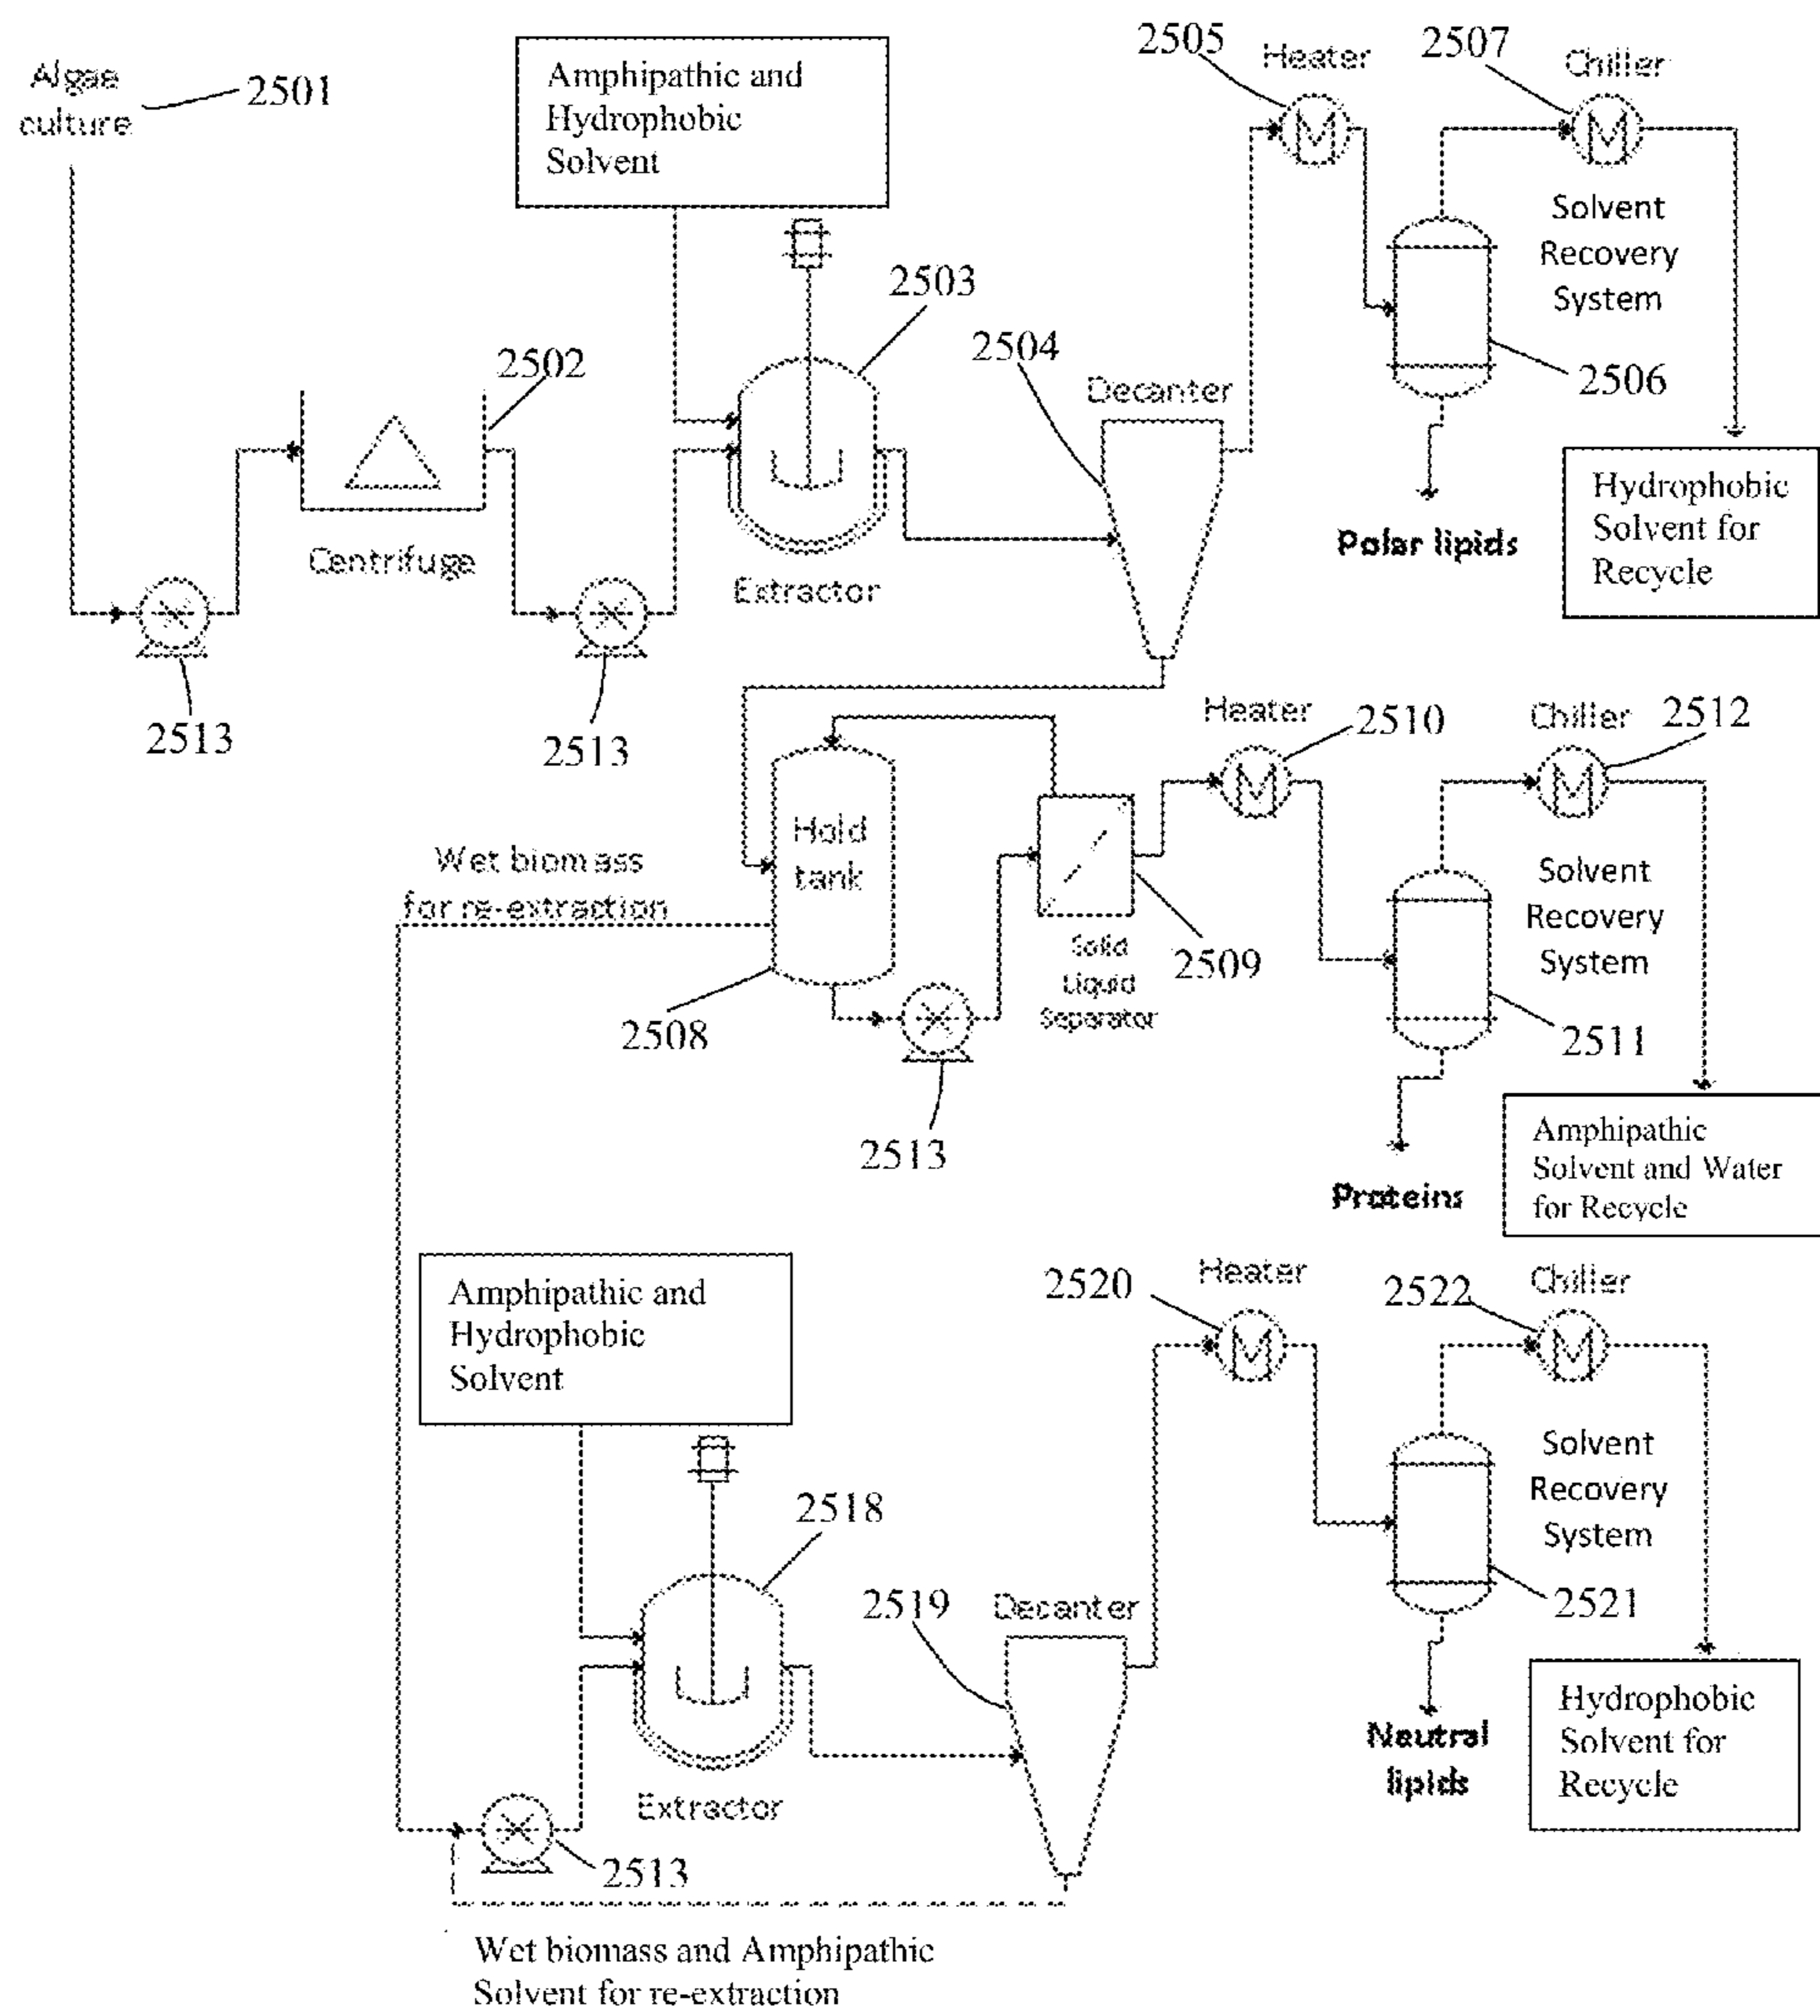 Algae
culture
2501
Amphipathic and
Hydrophobic
Solvent
2505
Heater
2507
Chiller
Solvent
Recovery
System
2503
2504
Decanter
2502
2506
Centrifuge
Extractor
Polar lipids
Hydrophobic
Solvent for
Recycle
2513
2513
Heater
2510
Chiller
2512
Hold
tank
Wet biomass
for re-extraction
Solid
Liquid
Separator
2509
Solvent
Recovery
System
2508
2511
2513
Proteins
Amphipathic
Solvent and Water
for Recycle
Amphipathic and
Hydrophobic
Solvent
2520
Heater
2522
Chiller
Solvent
Recovery
System
2518
2519
Decanter
2521
Extractor
Neutral
lipids
Hydrophobic
Solvent for
Recycle
2513
Wet biomass and Amphipathic
Solvent for re-extraction